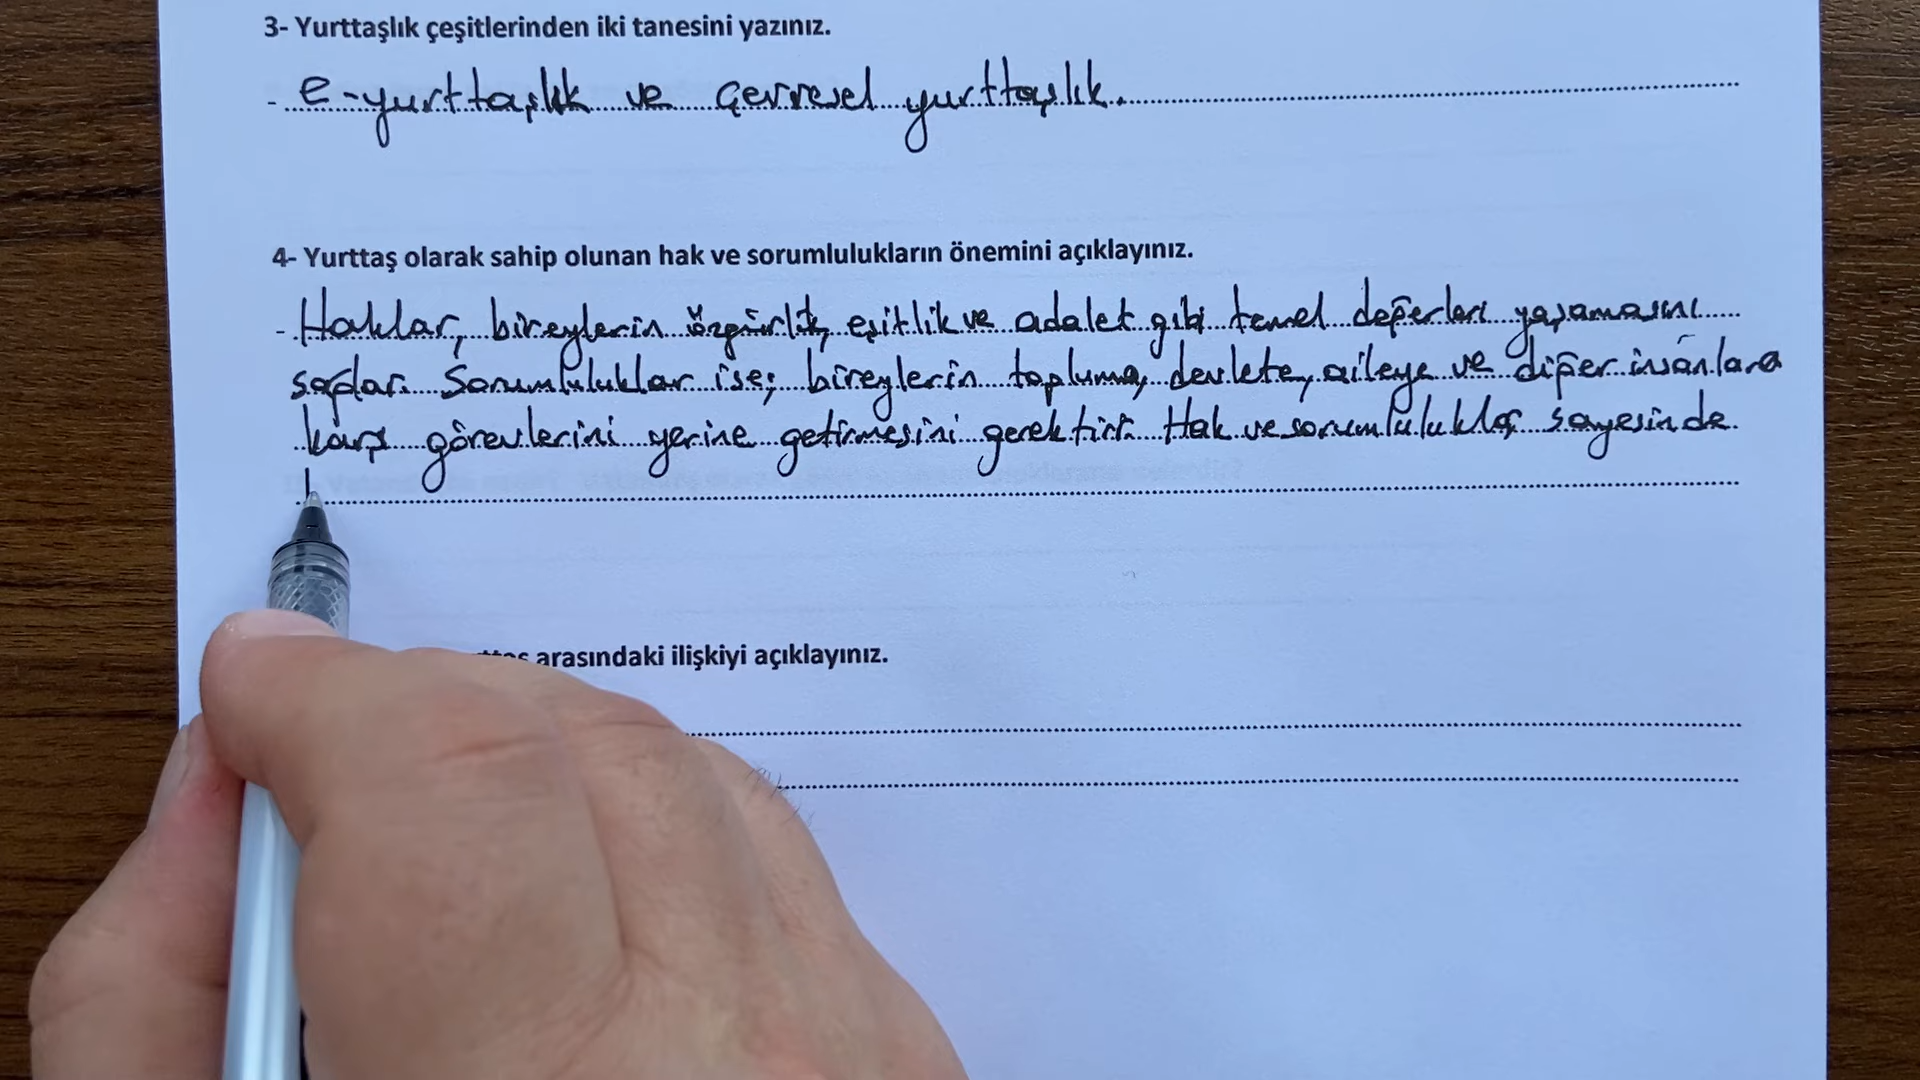 3- Yurttaşlık çeşitlerinden iki tanesini yazınız.
- e-yurttaşlık ve çevresel yurttaşlık.
4- Yurttaş olarak sahip olunan hak ve sorumlulukların önemini açıklayınız.
- Haklar, bireylerin özgürlük, eşitlik ve adalet gibi temel değerleri yaşamasını
sağlar. Sorumluluklar ise; bireylerin topluma, devlete, aileye ve diğer insanlara
karşı görevlerini yerine getirmesini gerektirir. Hak ve sorumluluklar sayesinde
arasındaki ilişkiyi açıklayınız.